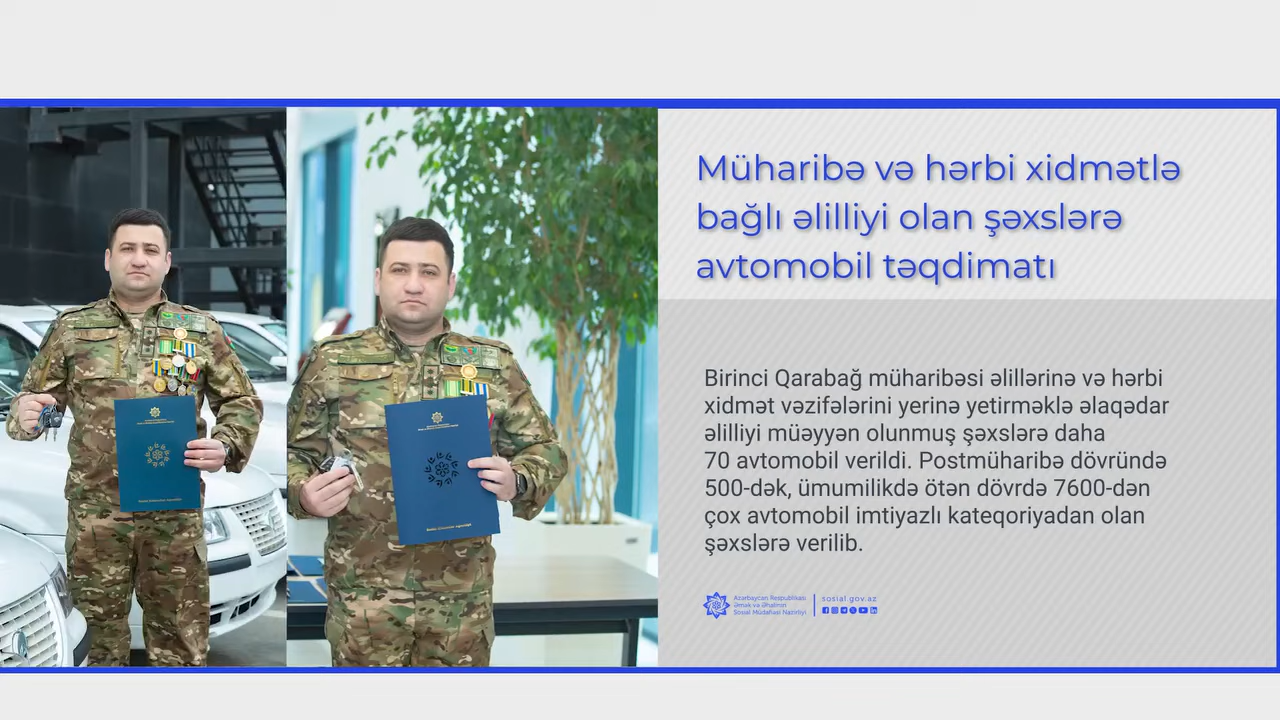 Müharibə və hərbi xidmətlə
bağlı əlilliyi olan şəxslərə
avtomobil təqdimatı
Birinci Qarabağ müharibəsi əlillərinə və hərbi
xidmət vəzifələrini yerinə yetirməklə əlaqədar
əlilliyi müəyyən olunmuş şəxslərə daha
70 avtomobil verildi. Postmüharibə dövründə
500-dək, ümumilikdə ötən dövrdə 7600-dən
çox avtomobil imtiyazlı kateqoriyadan olan
şəxslərə verilib.
Azərbaycan Respublikası
Əmək və Əhalinin
Sosial Müdafiəsi Nazirliyi
sosial.gov.az